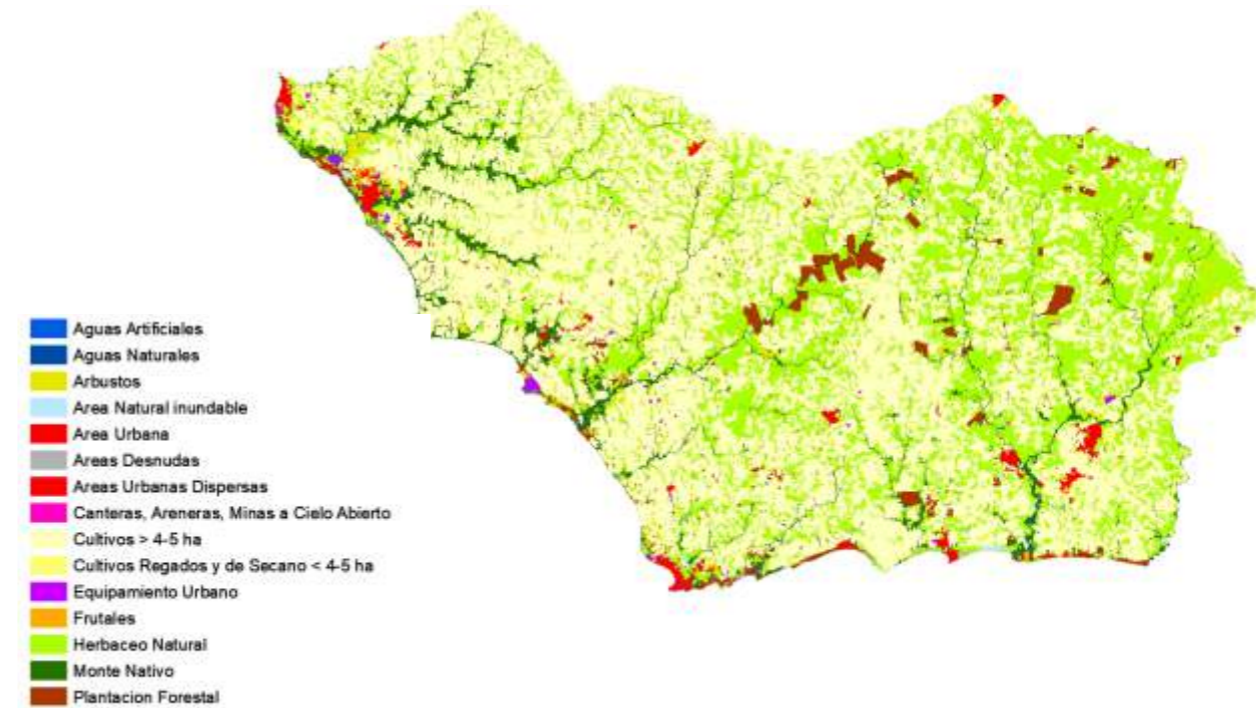 Aguas Artificiales
Aguas Naturales
Arbustos
Area Natural inundable
Area Urbana
Areas Desnudas
Areas Urbanas Dispersas
Canteras, Areneras, Minas a Cielo Abierto
Cultivos > 4-5 ha
Cultivos Regados y de Secano < 4-5 ha
Equipamiento Urbano
Frutales
Herbaceo Natural
Monte Nativo
Plantacion Forestal